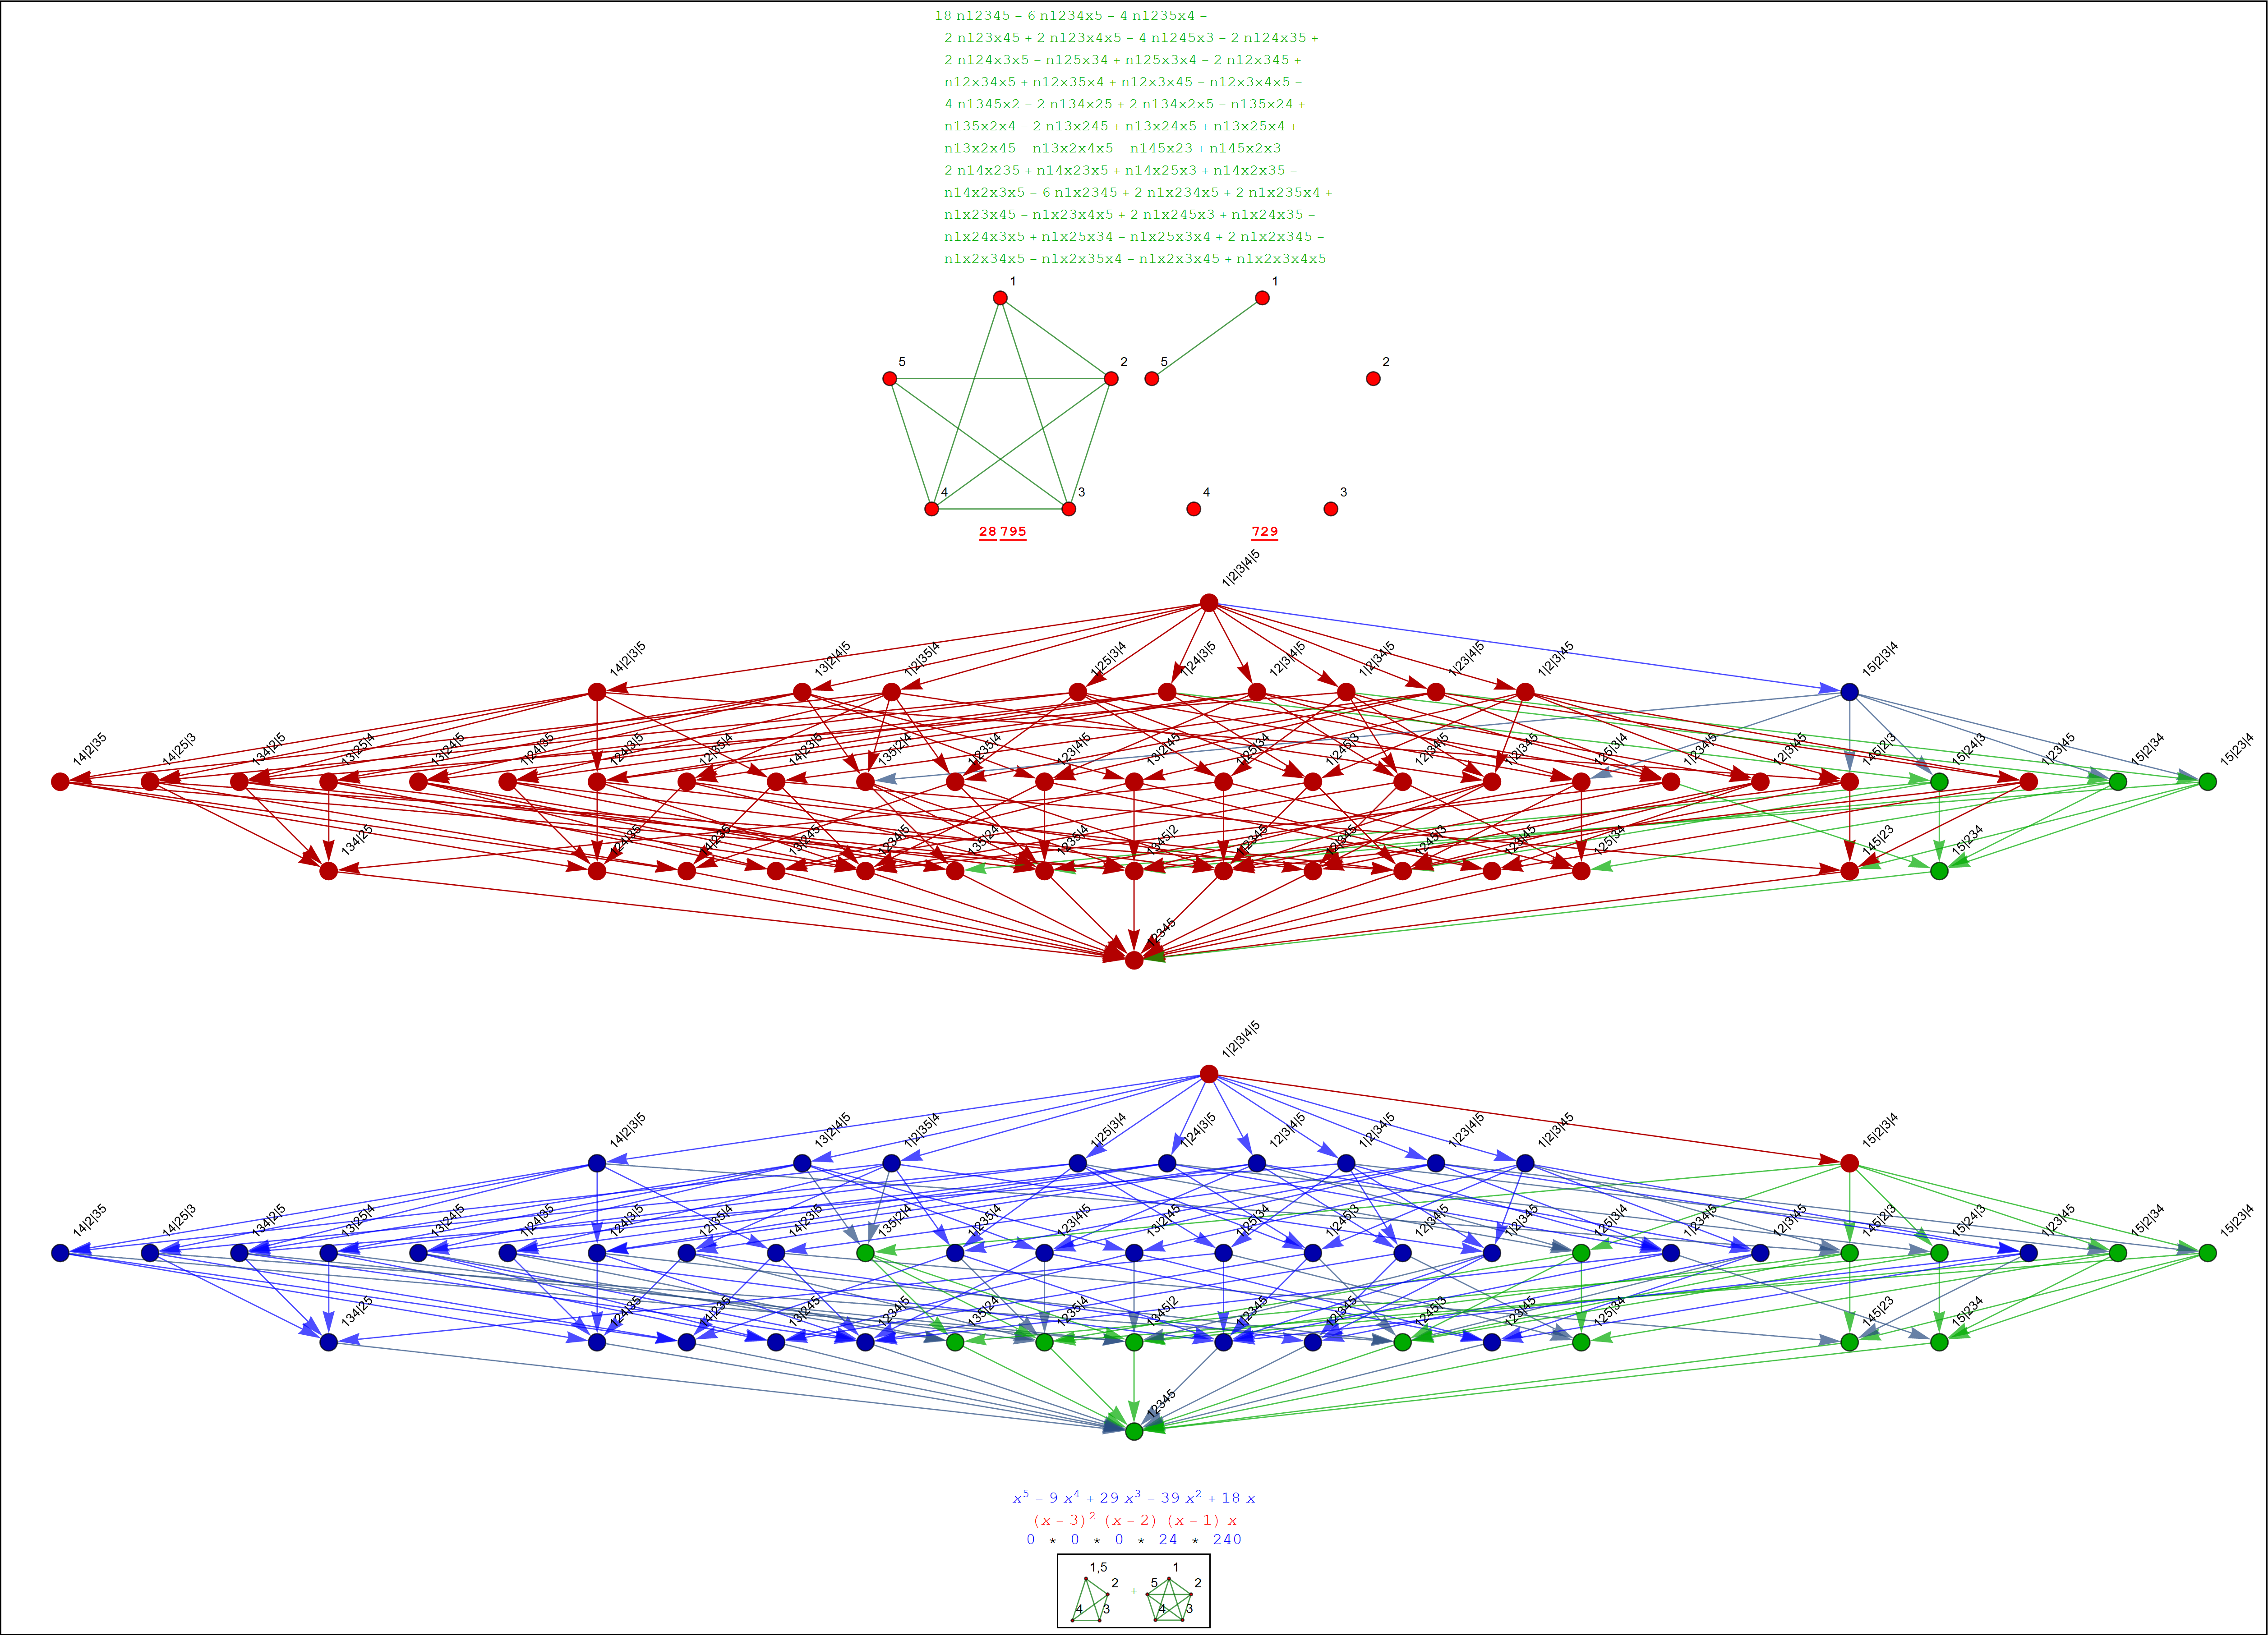 18 n12345 – 6 n1234x5 – 4 n1235x4 –
2 n123x45 + 2 n123x4x5 – 4 n1245x3 – 2 n124x35 +
2 n124x3x5 – n125x34 + n125x3x4 – 2 n12x345 +
n12x34x5 + n12x35x4 + n12x3x45 – n12x3x4x5 –
4 n1345x2 – 2 n134x25 + 2 n134x2x5 – n135x24 +
n135x2x4 – 2 n13x245 + n13x24x5 + n13x25x4 +
n13x2x45 – n13x2x4x5 – n145x23 + n145x2x3 –
2 n14x235 + n14x23x5 + n14x25x3 + n14x2x35 –
n14x2x3x5 – 6 n1x2345 + 2 n1x234x5 + 2 n1x235x4 +
n1x23x45 – n1x23x4x5 + 2 n1x245x3 + n1x24x35 –
n1x24x3x5 + n1x25x34 – n1x25x3x4 + 2 n1x2x345 –
n1x2x34x5 – n1x2x35x4 – n1x2x3x45 + n1x2x3x4x5
1 1
5 2 5 2
4 3 4 3
28 795 729
1|2|3|4|5
14|2|3|5 13|2|4|5 1|2|35|4 1|25|3|4 1|24|3|5 12|3|4|5 1|2|34|5 1|23|4|5 1|2|3|45 15|2|3|4
14|2|35 14|25|3 134|2|5 13|25|4 13|24|5 1|24|35 124|3|5 12|35|4 14|23|5 135|2|4 1|235|4 123|4|5 13|2|45 1|25|34 1|245|3 12|34|5 1|2|345 125|3|4 1|234|5 12|3|45 145|2|3 15|24|3 1|23|45 15|2|34 15|23|4
134|25 124|35 14|235 13|245 1234|5 135|24 1235|4 1345|2 1|2345 12|345 1245|3 123|45 125|34 145|23 15|234
12345
1|2|3|4|5
14|2|3|5 13|2|4|5 1|2|35|4 1|25|3|4 1|24|3|5 12|3|4|5 1|2|34|5 1|23|4|5 1|2|3|45 15|2|3|4
14|2|35 14|25|3 134|2|5 13|25|4 13|24|5 1|24|35 124|3|5 12|35|4 14|23|5 135|2|4 1|235|4 123|4|5 13|2|45 1|25|34 1|245|3 12|34|5 1|2|345 125|3|4 1|234|5 12|3|45 145|2|3 15|24|3 1|23|45 15|2|34 15|23|4
134|25 124|35 14|235 13|245 1234|5 135|24 1235|4 1345|2 1|2345 12|345 1245|3 123|45 125|34 145|23 15|234
12345
x⁵ – 9 x⁴ + 29 x³ – 39 x² + 18 x
(x – 3)² (x – 2) (x – 1) x
0 * 0 * 0 * 24 * 240
1,5 1
2 + 5 2
4 3 4 3